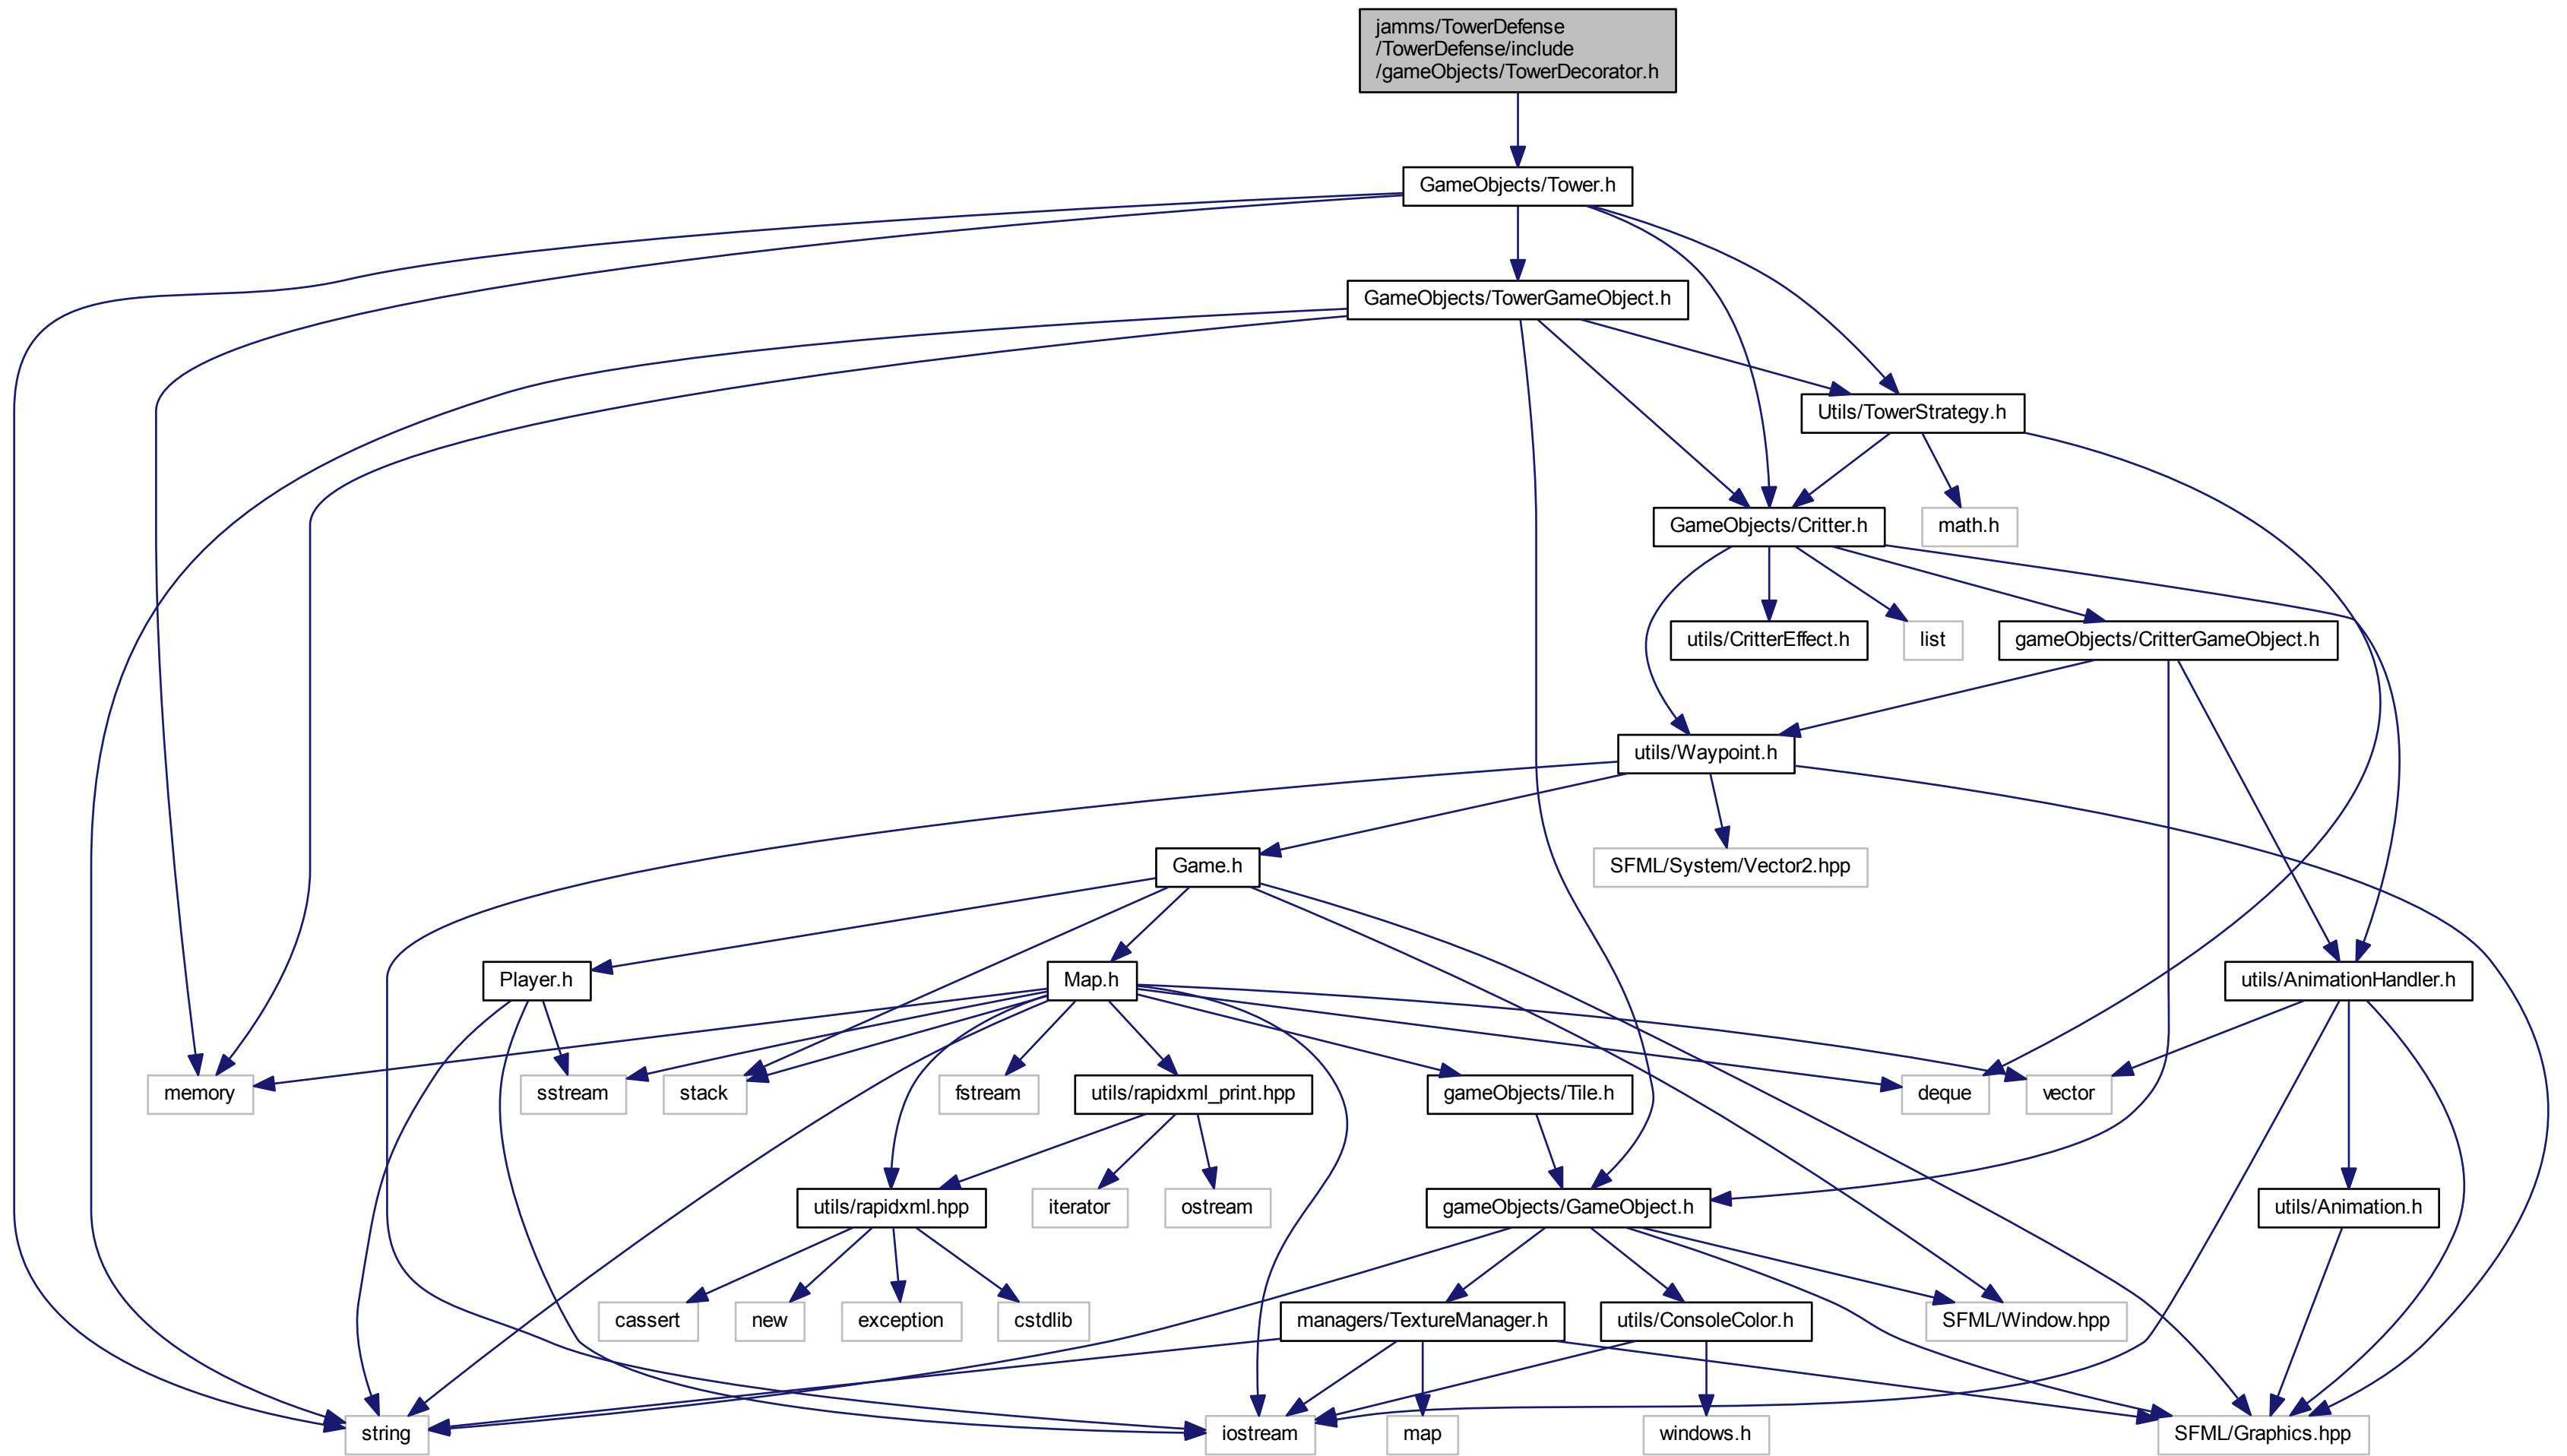 jamms/TowerDefense
/TowerDefense/include
/gameObjects/TowerDecorator.h
GameObjects/Tower.h
GameObjects/TowerGameObject.h
Utils/TowerStrategy.h
GameObjects/Critter.h
math.h
utils/CritterEffect.h
list
gameObjects/CritterGameObject.h
utils/Waypoint.h
Game.h
SFML/System/Vector2.hpp
Player.h
Map.h
utils/AnimationHandler.h
memory
sstream
stack
fstream
utils/rapidxml_print.hpp
gameObjects/Tile.h
deque
vector
utils/rapidxml.hpp
iterator
ostream
gameObjects/GameObject.h
utils/Animation.h
cassert
new
exception
cstdlib
managers/TextureManager.h
utils/ConsoleColor.h
SFML/Window.hpp
string
iostream
map
windows.h
SFML/Graphics.hpp